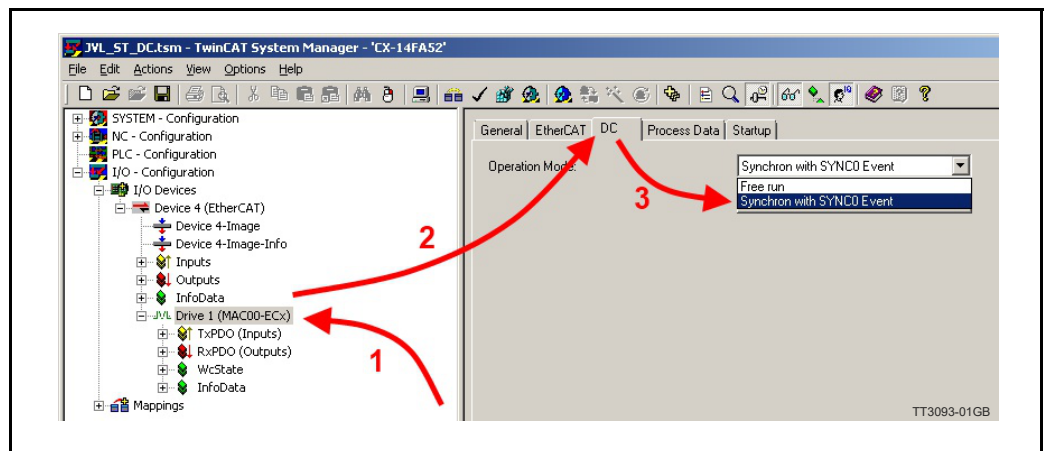 JVL_ST_DC.tsm - TwinCAT System Manager - 'CX-14FA52'
File Edit Actions View Options Help
SYSTEM - Configuration
NC - Configuration
PLC - Configuration
I/O - Configuration
I/O Devices
Device 4 (EtherCAT)
Device 4-Image
Device 4-Image-Info
Inputs
Outputs
InfoData
JVL Drive 1 (MAC00-ECx)
TxPDO (Inputs)
RxPDO (Outputs)
WcState
InfoData
Mappings
General EtherCAT DC Process Data Startup
Operation Mode:
Synchron with SYNC0 Event
Free run
Synchron with SYNC0 Event
1
2
3
TT3093-01GB